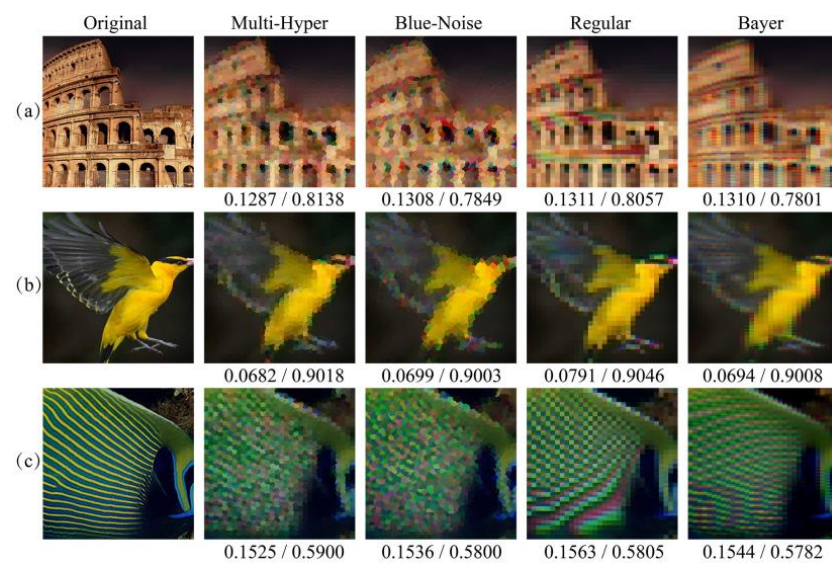 Original Multi-Hyper Blue-Noise Regular Bayer
(a)
0.1287 / 0.8138 0.1308 / 0.7849 0.1311 / 0.8057 0.1310 / 0.7801
(b)
0.0682 / 0.9018 0.0699 / 0.9003 0.0791 / 0.9046 0.0694 / 0.9008
(c)
0.1525 / 0.5900 0.1536 / 0.5800 0.1563 / 0.5805 0.1544 / 0.5782